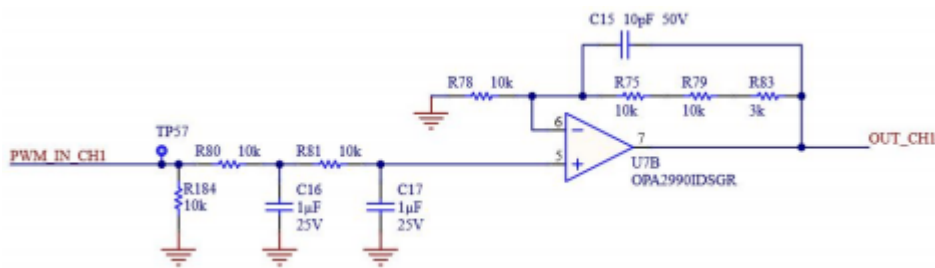 C15 10pF 50V
R78 10k
R75 R79 R83
10k 10k 3k
TP57
6
7
OUT_CH1
PWM_IN_CH1
R80 10k R81 10k
5
U7B
OPA2990IDSGR
R184
10k
C16
1µF
25V
C17
1µF
25V